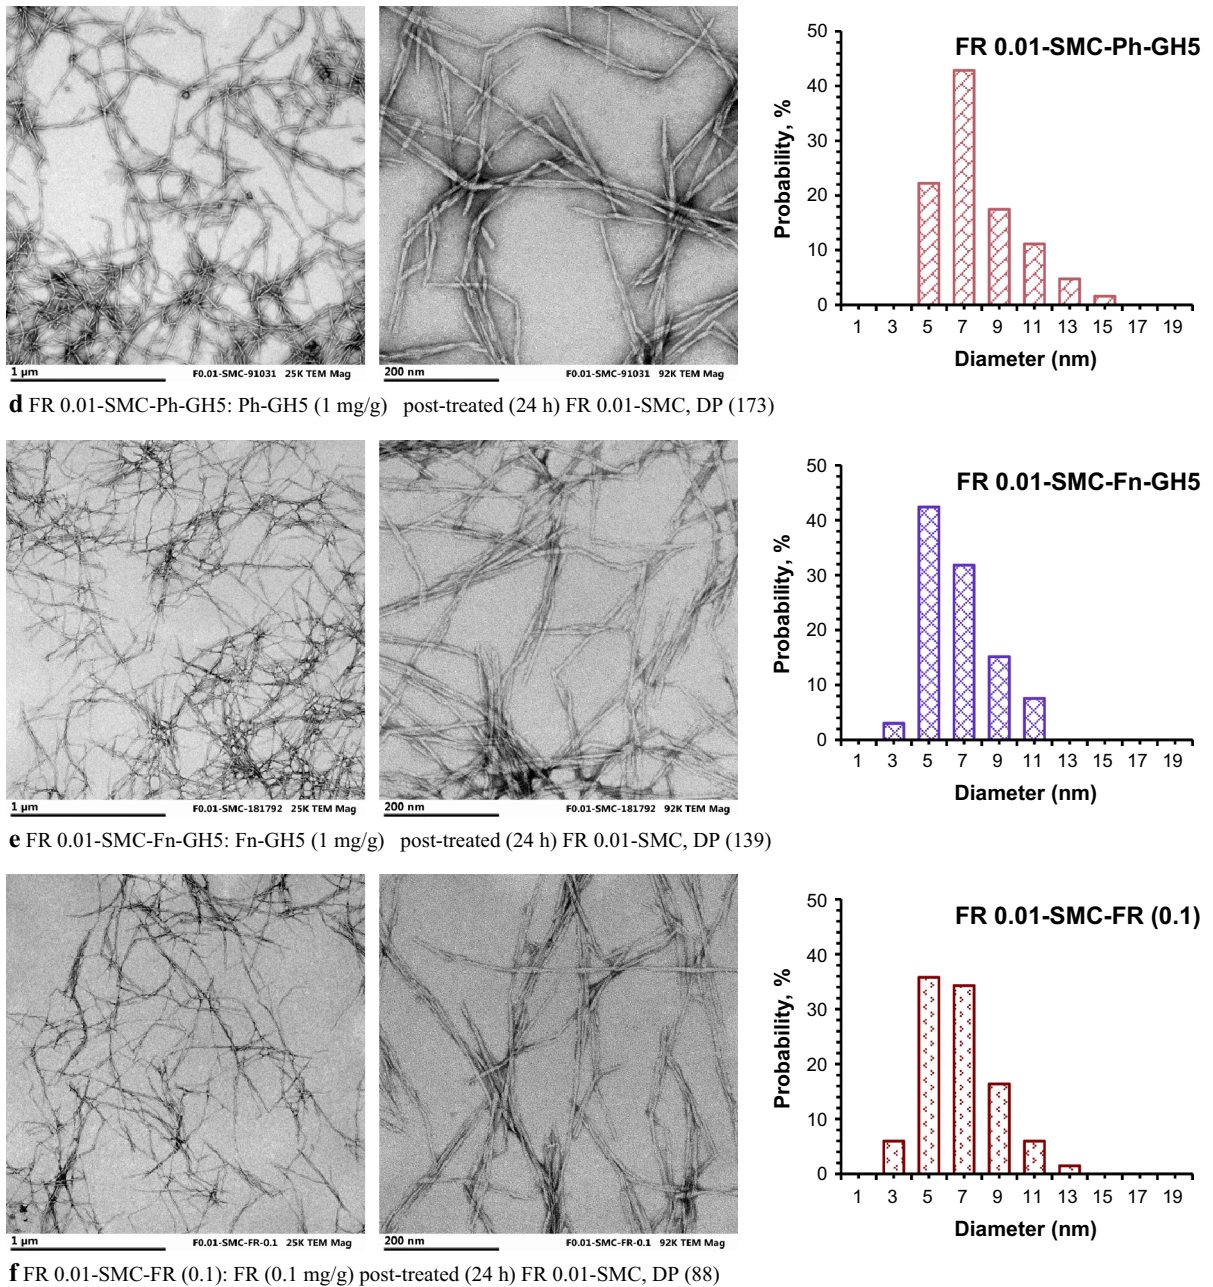 1 µm F0.01-SMC-91031 25K TEM Mag
200 nm F0.01-SMC-91031 92K TEM Mag
FR 0.01-SMC-Ph-GH5
Probability, %
50
40
30
20
10
0
1 3 5 7 9 11 13 15 17 19
Diameter (nm)
d FR 0.01-SMC-Ph-GH5: Ph-GH5 (1 mg/g) post-treated (24 h) FR 0.01-SMC, DP (173)
1 µm F0.01-SMC-181792 25K TEM Mag
200 nm F0.01-SMC-181792 92K TEM Mag
FR 0.01-SMC-Fn-GH5
Probability, %
50
40
30
20
10
0
1 3 5 7 9 11 13 15 17 19
Diameter (nm)
e FR 0.01-SMC-Fn-GH5: Fn-GH5 (1 mg/g) post-treated (24 h) FR 0.01-SMC, DP (139)
1 µm F0.01-SMC-FR-0.1 25K TEM Mag
200 nm F0.01-SMC-FR-0.1 92K TEM Mag
FR 0.01-SMC-FR (0.1)
Probability, %
50
40
30
20
10
0
1 3 5 7 9 11 13 15 17 19
Diameter (nm)
f FR 0.01-SMC-FR (0.1): FR (0.1 mg/g) post-treated (24 h) FR 0.01-SMC, DP (88)